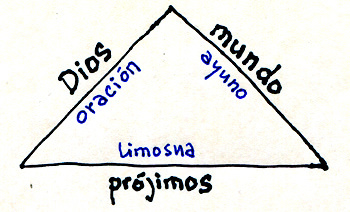 Dios
oración
mundo
ayuno
Limosna
prójimos